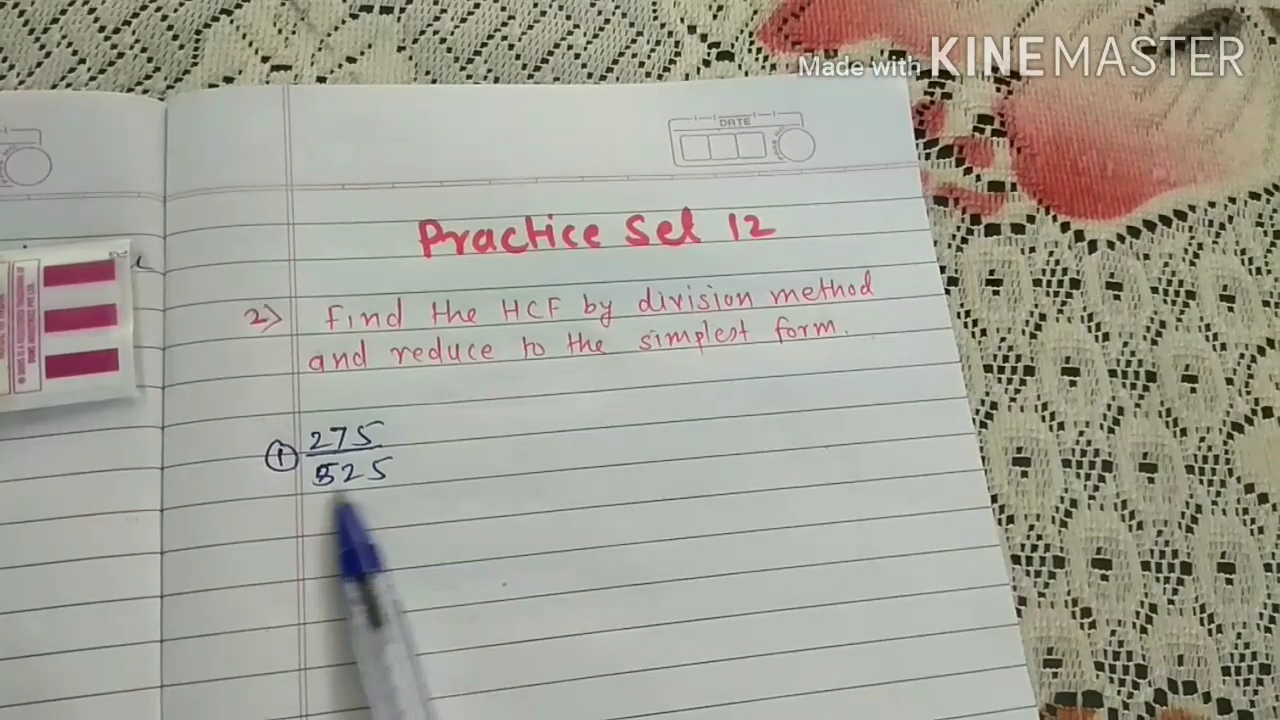 Made with KINEMASTER
DATE
Practice Set 12
2) Find the HCF by division method
and reduce to the simplest form.
① 275
525